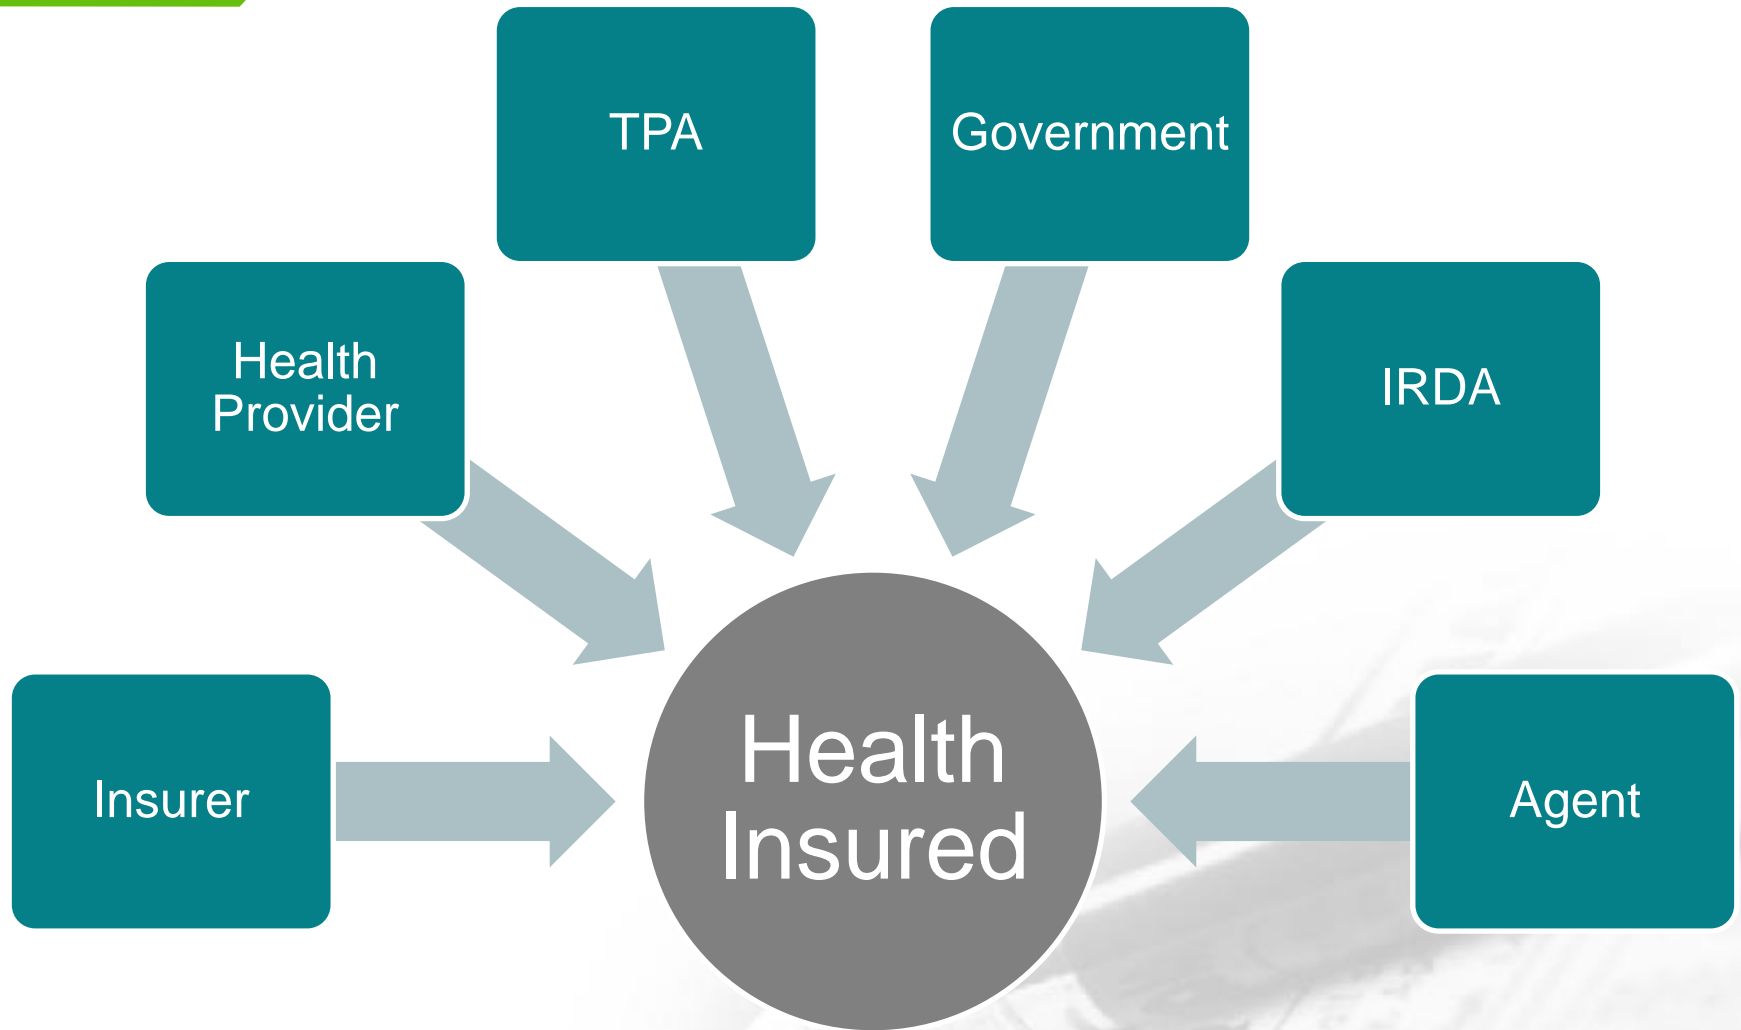 TPA
Government
Health
Provider
IRDA
Insurer
Health
Insured
Agent